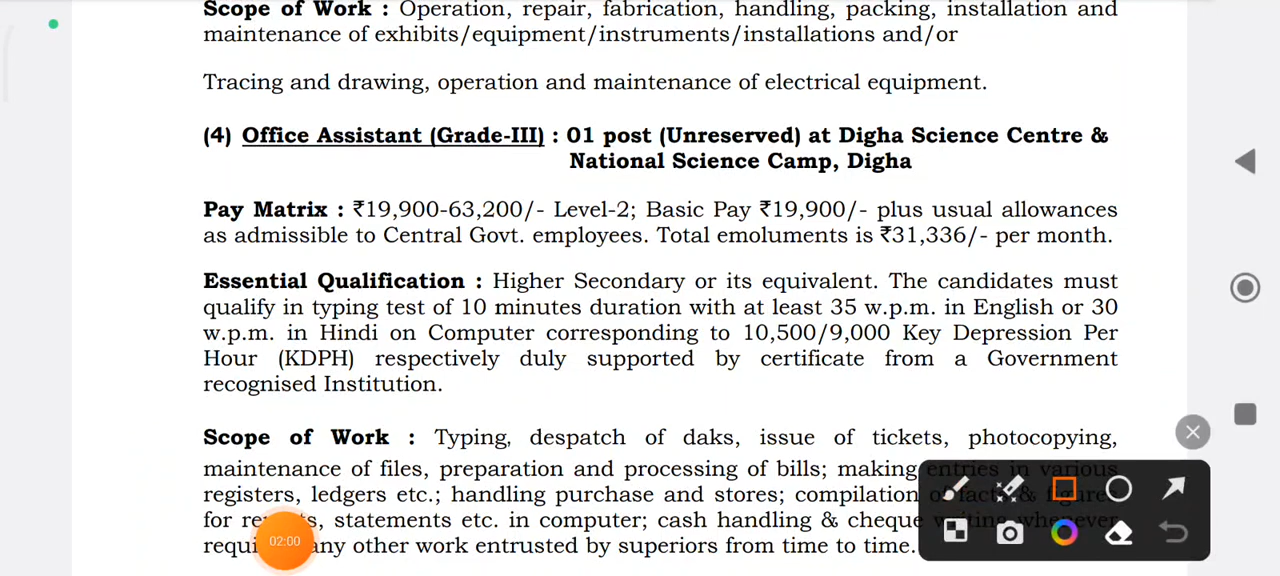 Scope of Work : Operation, repair, fabrication, handling, packing, installation and
maintenance of exhibits/equipment/instruments/installations and/or
Tracing and drawing, operation and maintenance of electrical equipment.
(4) Office Assistant (Grade-III) : 01 post (Unreserved) at Digha Science Centre &
National Science Camp, Digha
Pay Matrix : ₹19,900-63,200/- Level-2; Basic Pay ₹19,900/- plus usual allowances
as admissible to Central Govt. employees. Total emoluments is ₹31,336/- per month.
Essential Qualification : Higher Secondary or its equivalent. The candidates must
qualify in typing test of 10 minutes duration with at least 35 w.p.m. in English or 30
w.p.m. in Hindi on Computer corresponding to 10,500/9,000 Key Depression Per
Hour (KDPH) respectively duly supported by certificate from a Government
recognised Institution.
Scope of Work : Typing, despatch of daks, issue of tickets, photocopying,
maintenance of files, preparation and processing of bills; making entries in various
registers, ledgers etc.; handling purchase and stores; compilation
for statements etc. in computer; cash handling & cheque
any other work entrusted by superiors from time to time.
02:00